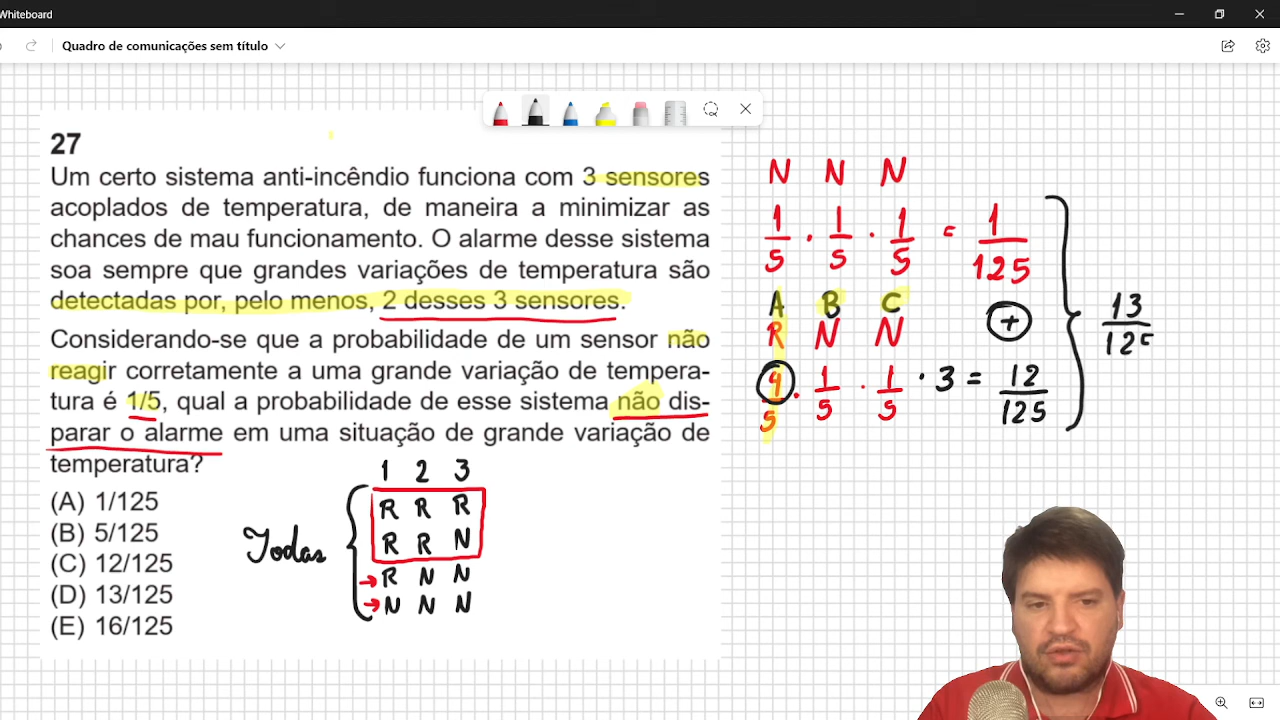 Whiteboard
Quadro de comunicações sem título
27
Um certo sistema anti-incêndio funciona com 3 sensores
acoplados de temperatura, de maneira a minimizar as
chances de mau funcionamento. O alarme desse sistema
soa sempre que grandes variações de temperatura são
detectadas por, pelo menos, 2 desses 3 sensores.
Considerando-se que a probabilidade de um sensor não
reagir corretamente a uma grande variação de tempera-
tura é 1/5, qual a probabilidade de esse sistema não dis-
parar o alarme em uma situação de grande variação de
temperatura?
(A) 1/125
(B) 5/125
(C) 12/125
(D) 13/125
(E) 16/125
1 2 3
Todas
R R R
R R N
→ R N N
→ N N N
N N N
1/5 · 1/5 · 1/5 = 1/125
A B C
+
R N N
4/5 · 1/5 · 1/5 · 3 = 12/125
13/125